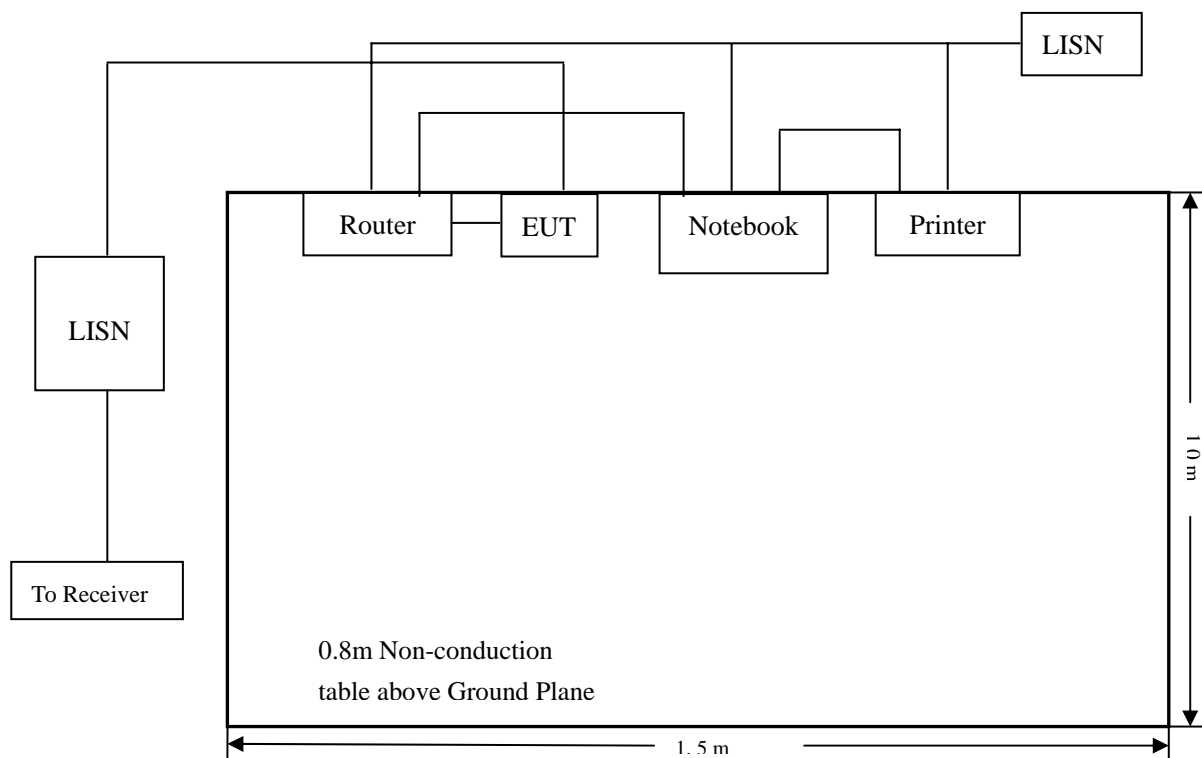 LISN
Router
EUT
Notebook
Printer
LISN
1.0 m
To Receiver
0.8m Non-conduction
table above Ground Plane
1.5 m